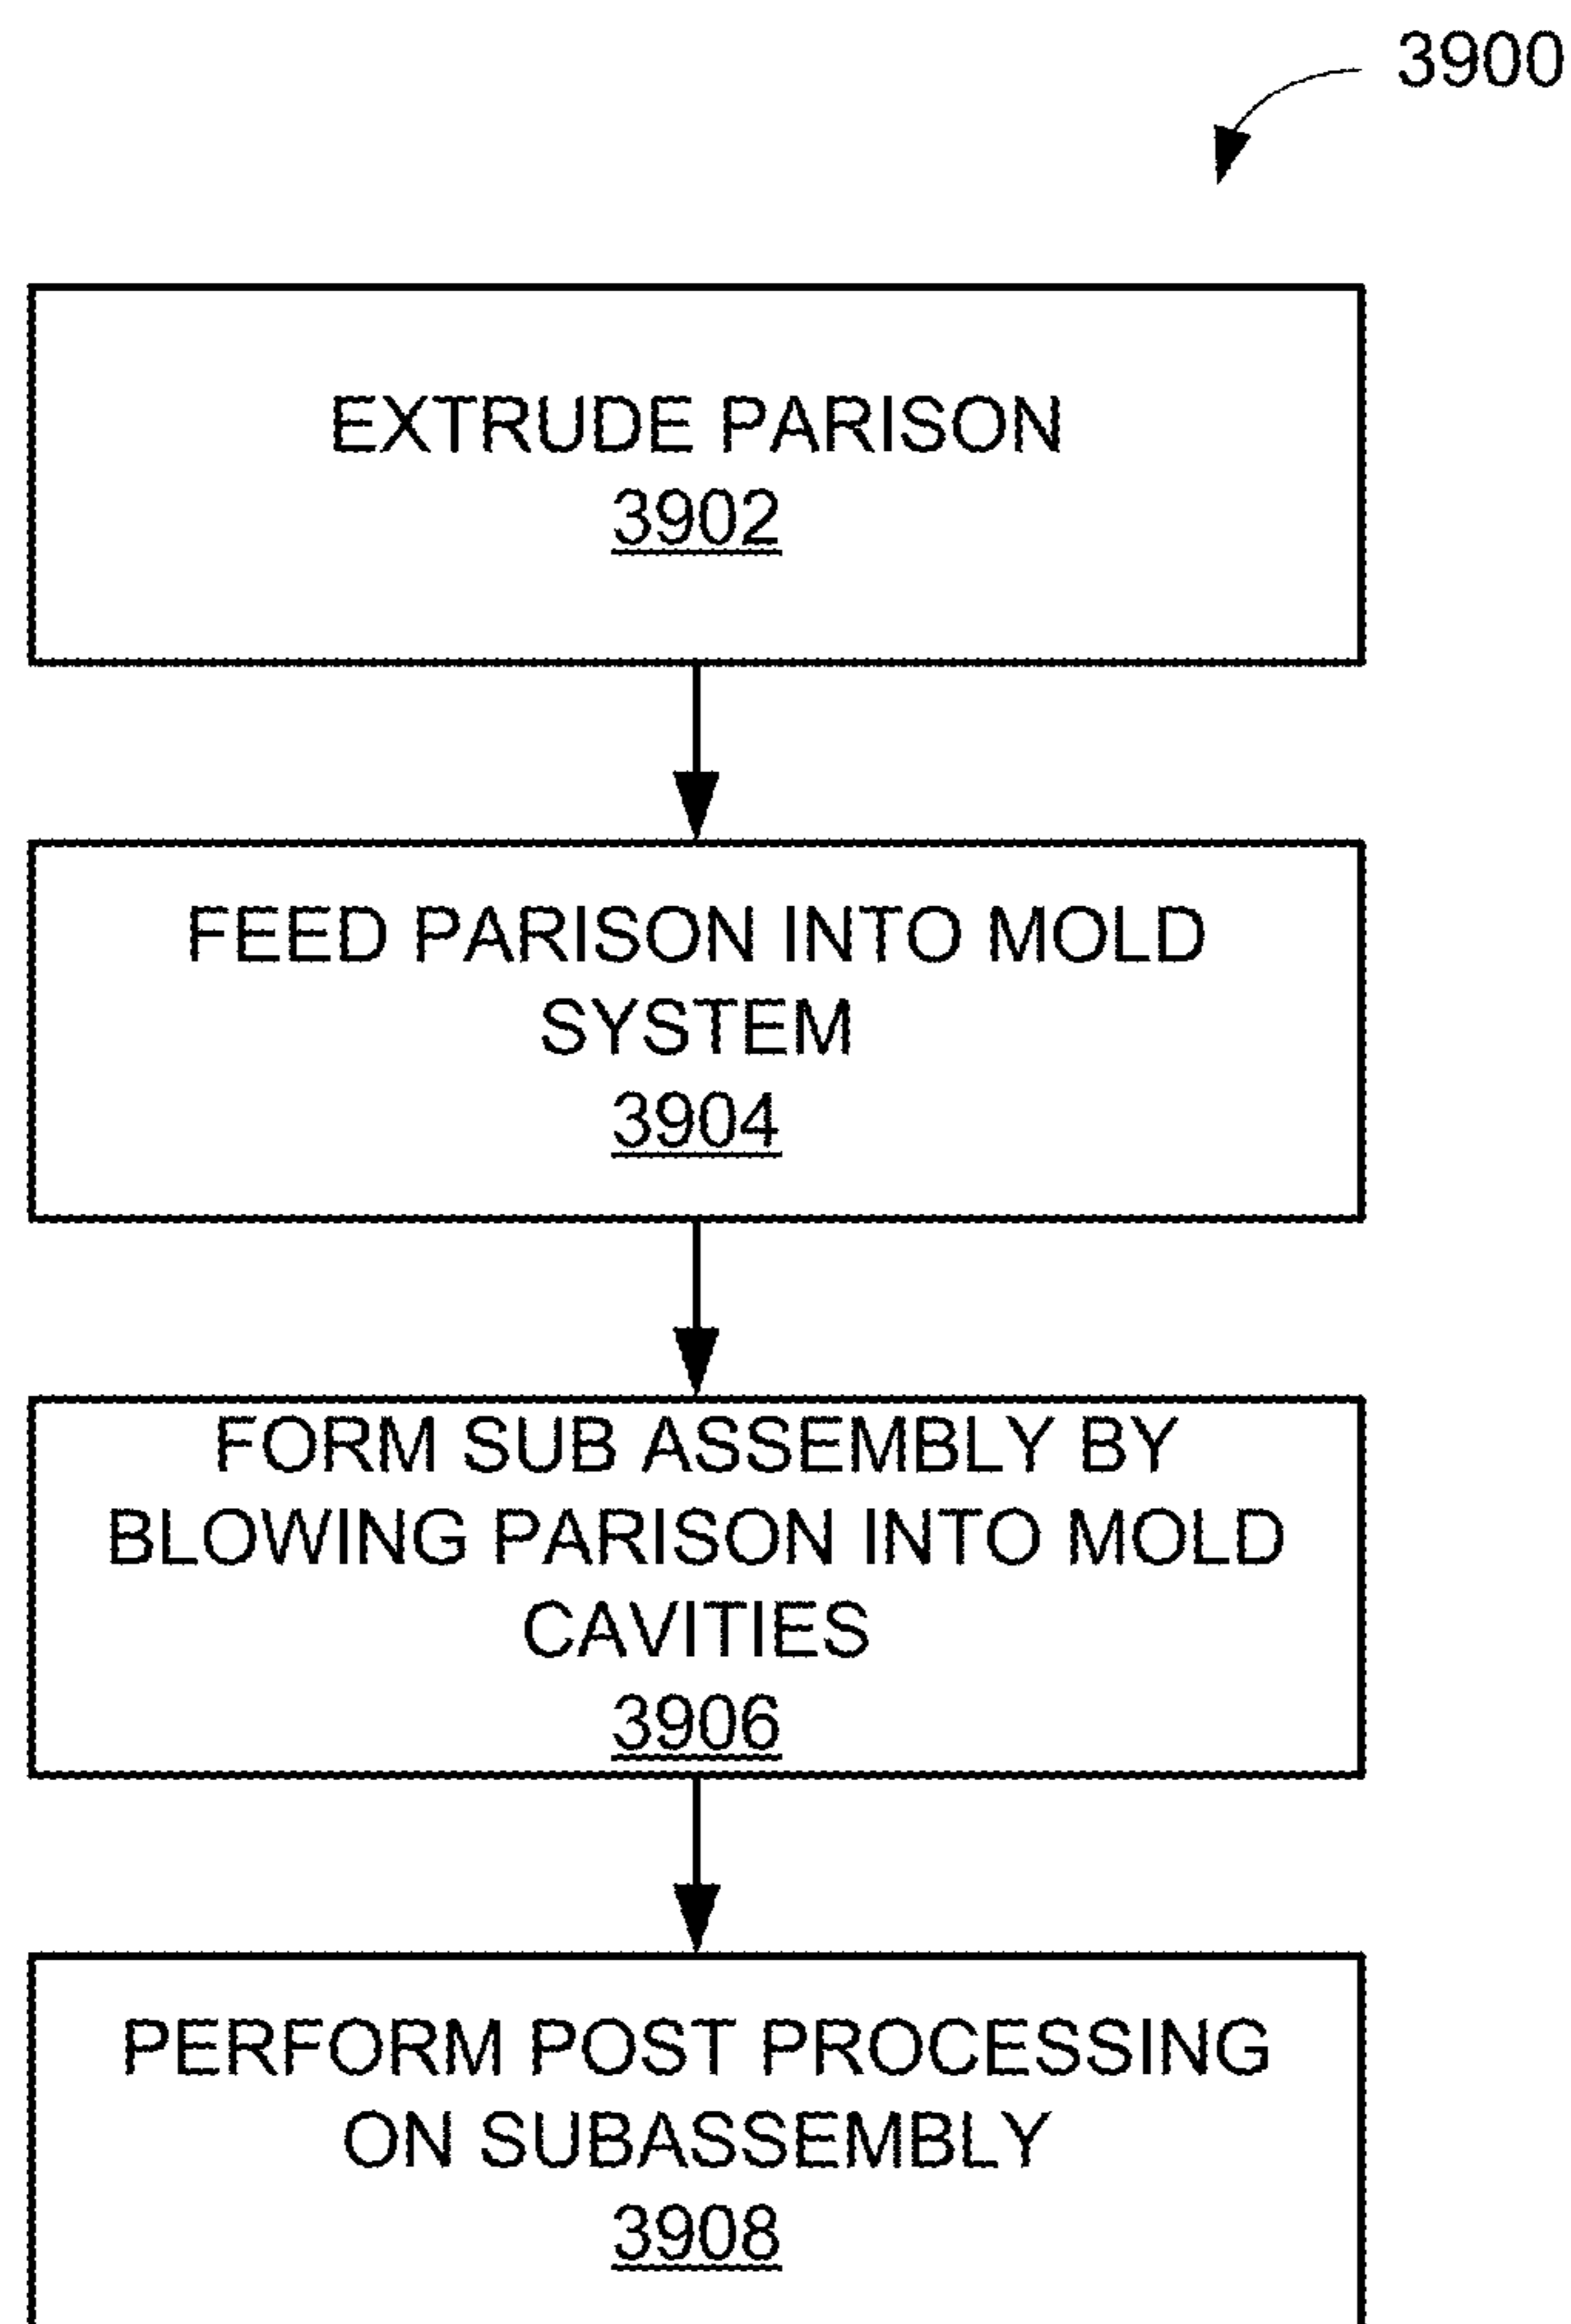 3900
EXTRUDE PARISON
3902
FEED PARISON INTO MOLD
SYSTEM
3904
FORM SUB ASSEMBLY BY
BLOWING PARISON INTO MOLD
CAVITIES
3906
PERFORM POST PROCESSING
ON SUBASSEMBLY
3908